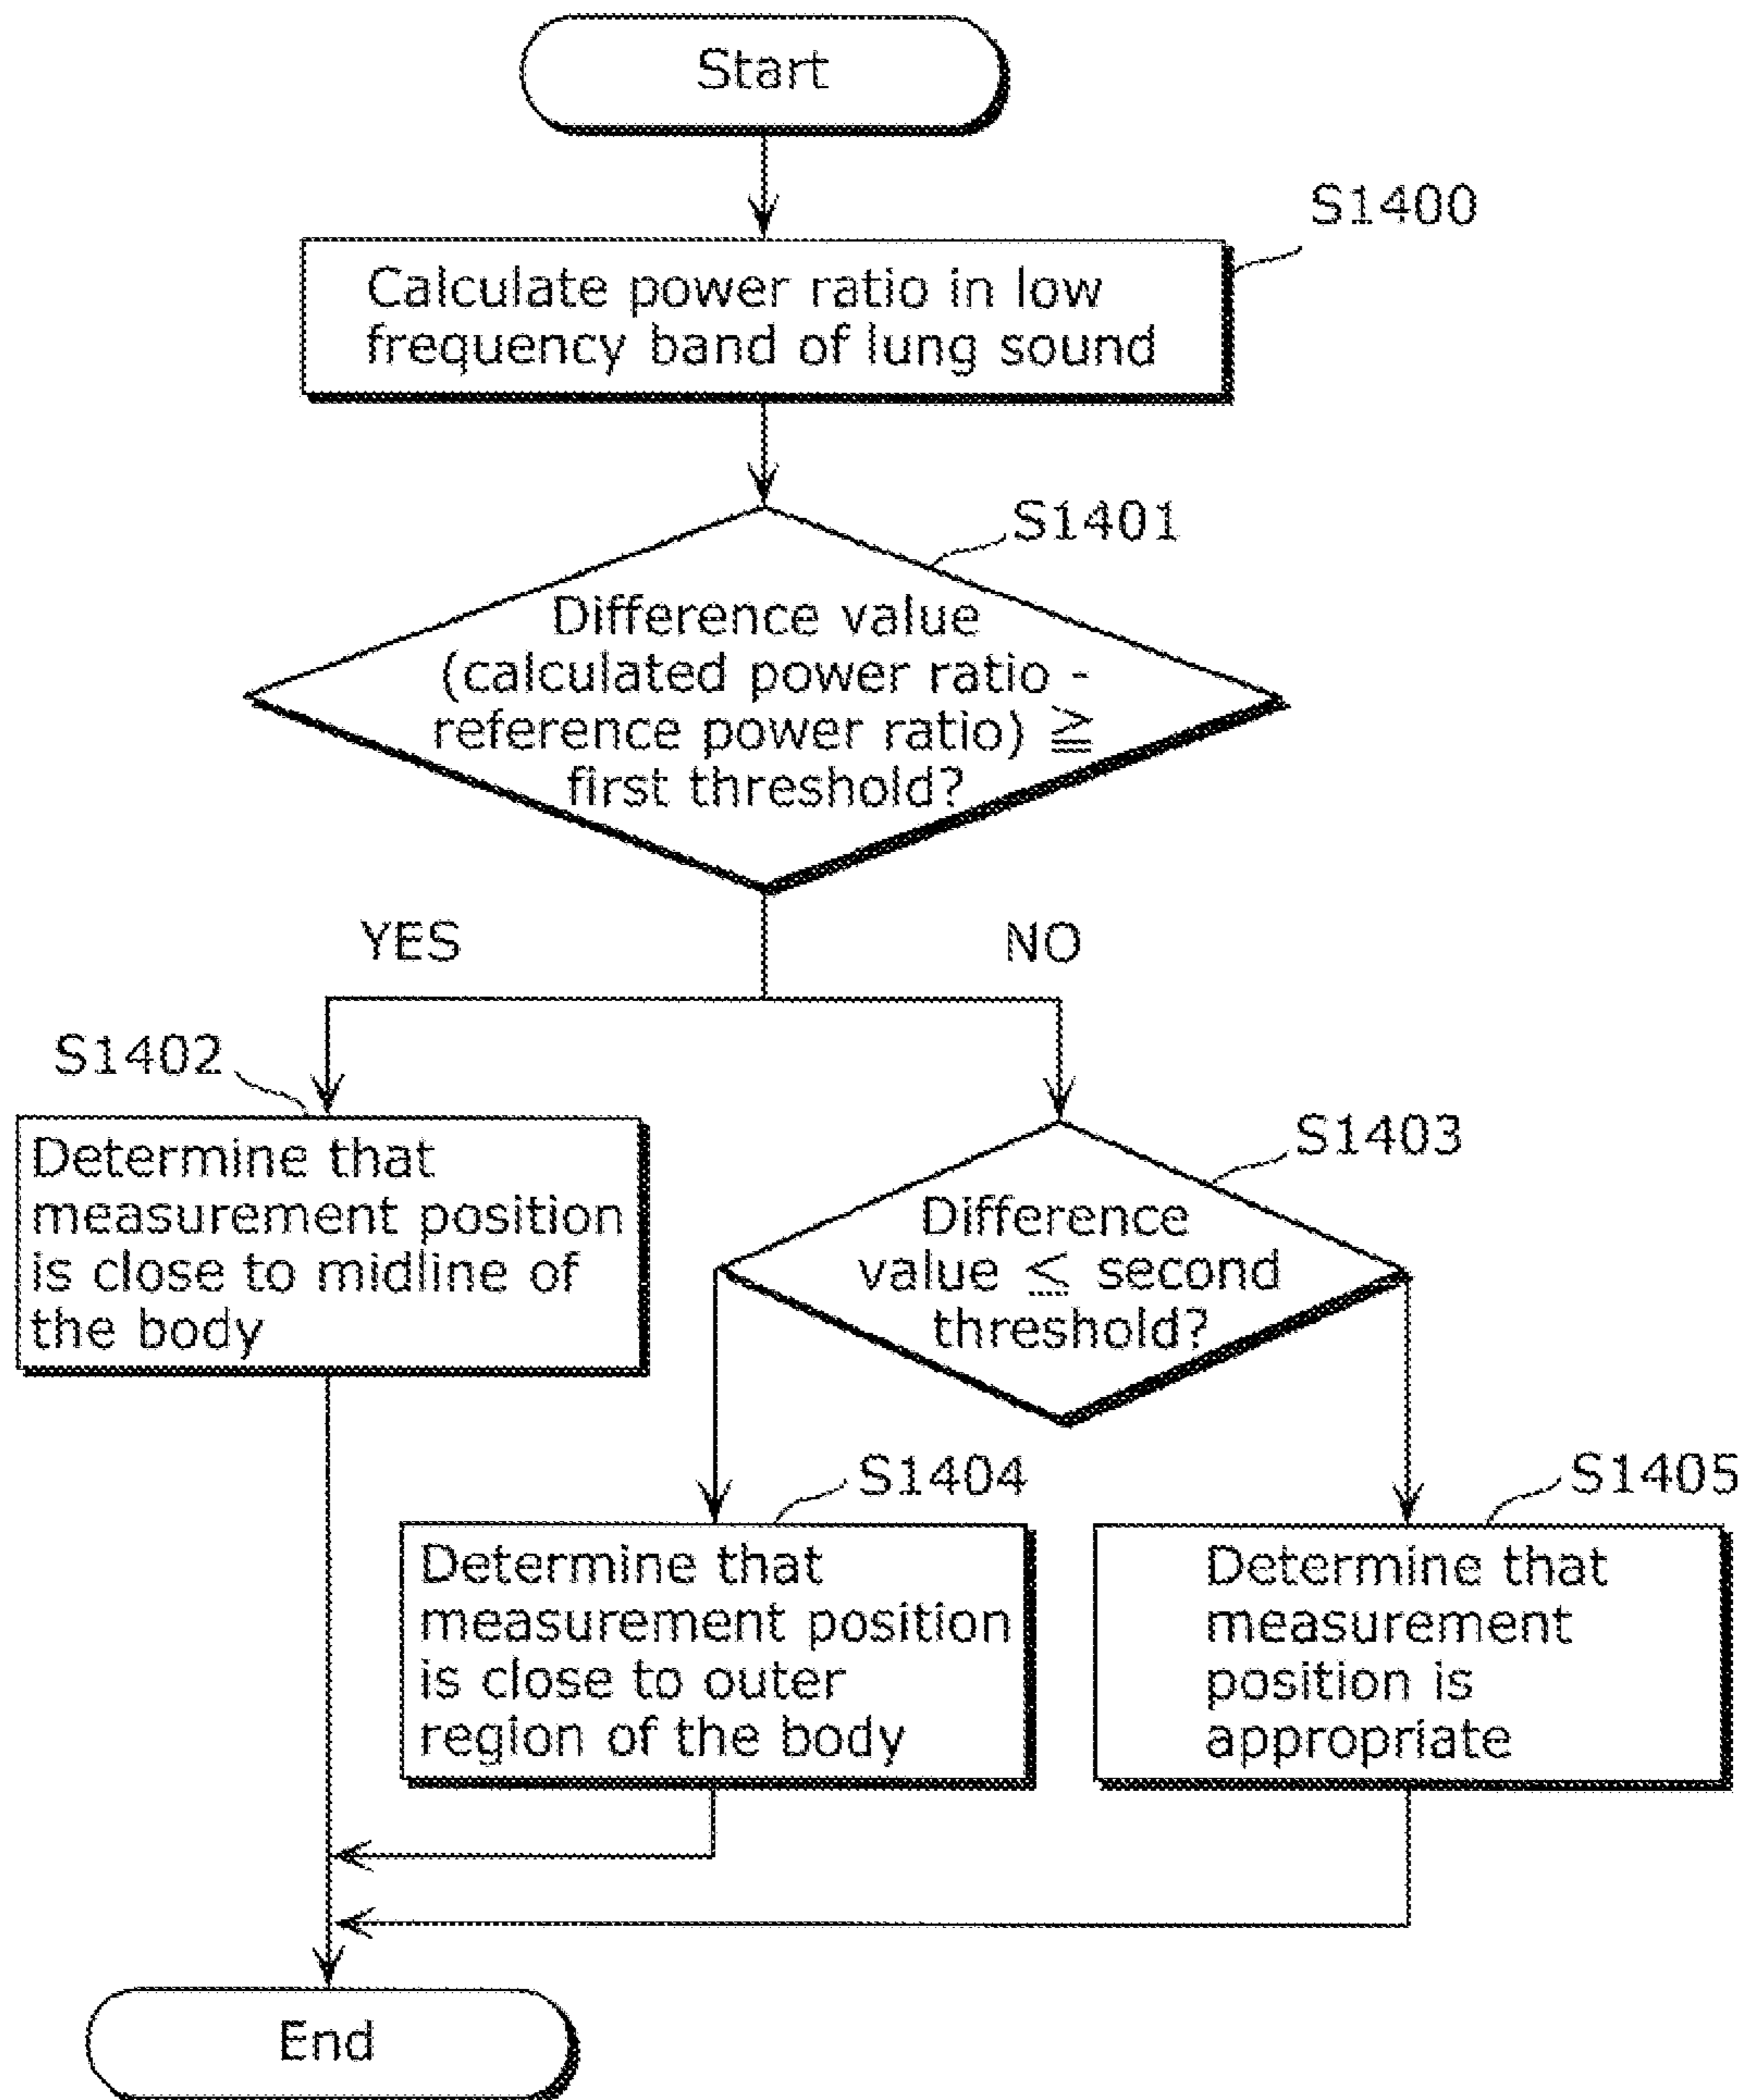 Start
S1400
Calculate power ratio in low
frequency band of lung sound
S1401
Difference value
(calculated power ratio -
reference power ratio) ≧
first threshold?
YES
NO
S1402
Determine that
measurement position
is close to midline of
the body
S1403
Difference
value ≦ second
threshold?
S1404
Determine that
measurement position
is close to outer
region of the body
S1405
Determine that
measurement
position is
appropriate
End